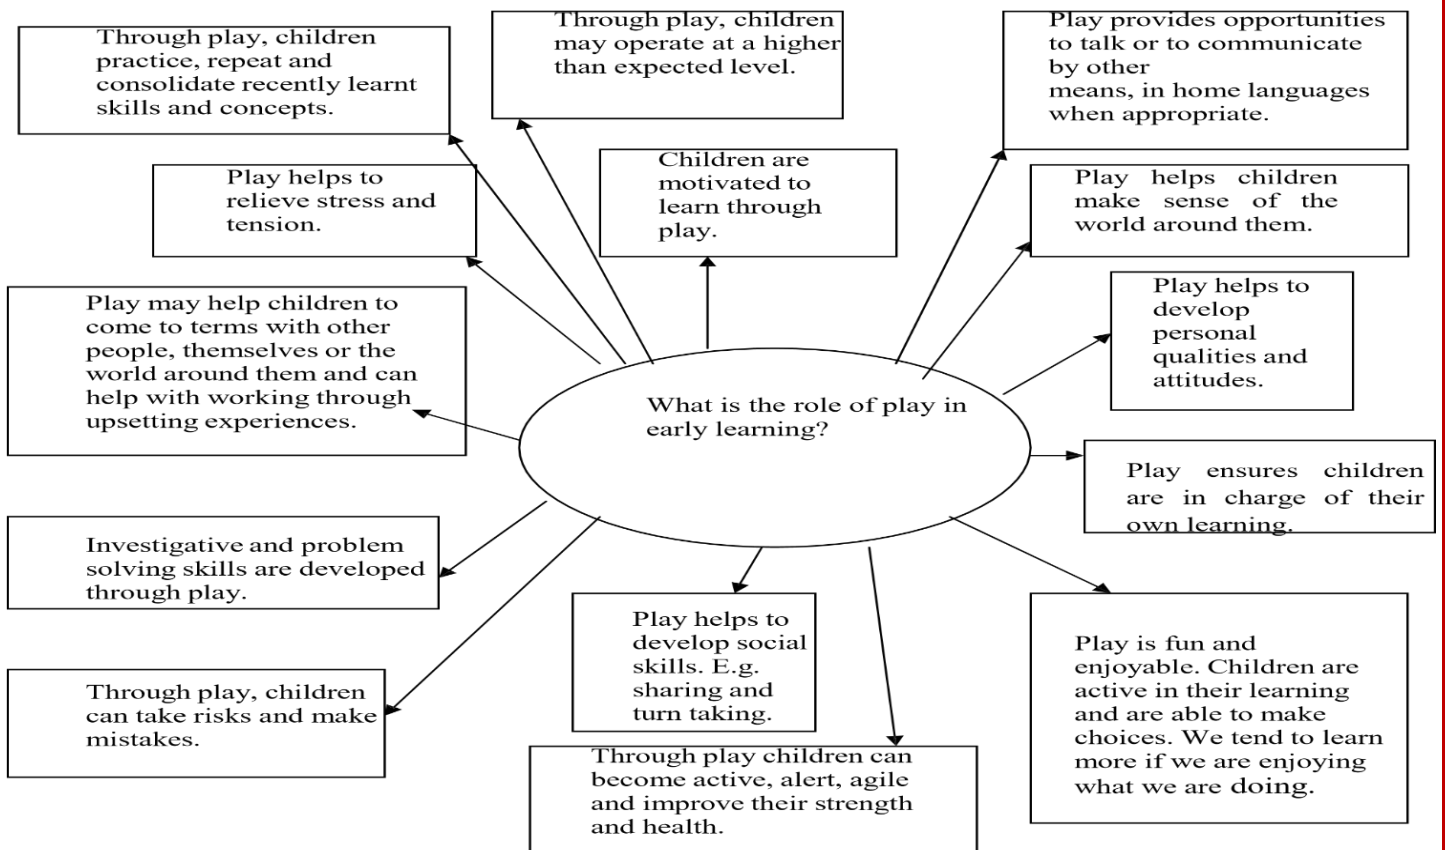 Through play, children
practice, repeat and
consolidate recently learnt
skills and concepts.
Through play, children
may operate at a higher
than expected level.
Play provides opportunities
to talk or to communicate
by other
means, in home languages
when appropriate.
Play helps to
relieve stress and
tension.
Children are
motivated to
learn through
play.
Play helps children
make sense of the
world around them.
Play may help children to
come to terms with other
people, themselves or the
world around them and can
help with working through
upsetting experiences.
Play helps to
develop
personal
qualities and
attitudes.
What is the role of play in
early learning?
Play ensures children
are in charge of their
own learning.
Investigative and problem
solving skills are developed
through play.
Play helps to
develop social
skills. E.g.
sharing and
turn taking.
Play is fun and
enjoyable. Children are
active in their learning
and are able to make
choices. We tend to learn
more if we are enjoying
what we are doing.
Through play, children
can take risks and make
mistakes.
Through play children can
become active, alert, agile
and improve their strength
and health.